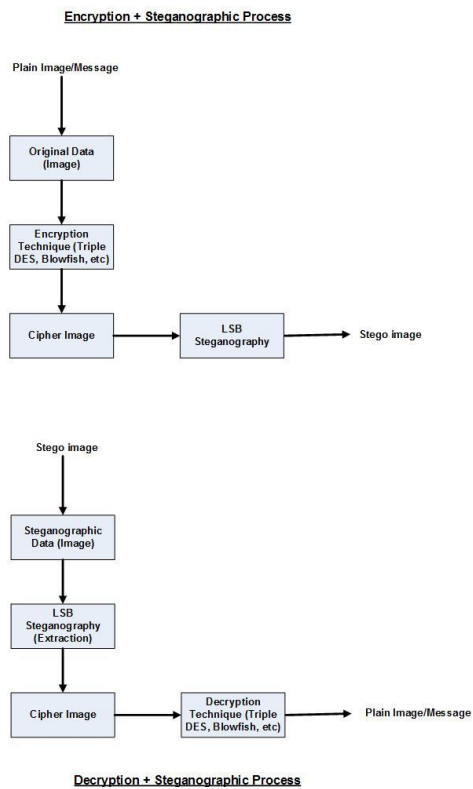 Encryption + Steganographic Process
Plain Image/Message
Original Data
(Image)
Encryption
Technique (Triple
DES, Blowfish, etc)
Cipher Image
LSB
Steganography
Stego image
Stego image
Steganographic
Data (Image)
LSB
Steganography
(Extraction)
Cipher Image
Decryption
Technique (Triple
DES, Blowfish, etc)
Plain Image/Message
Decryption + Steganographic Process